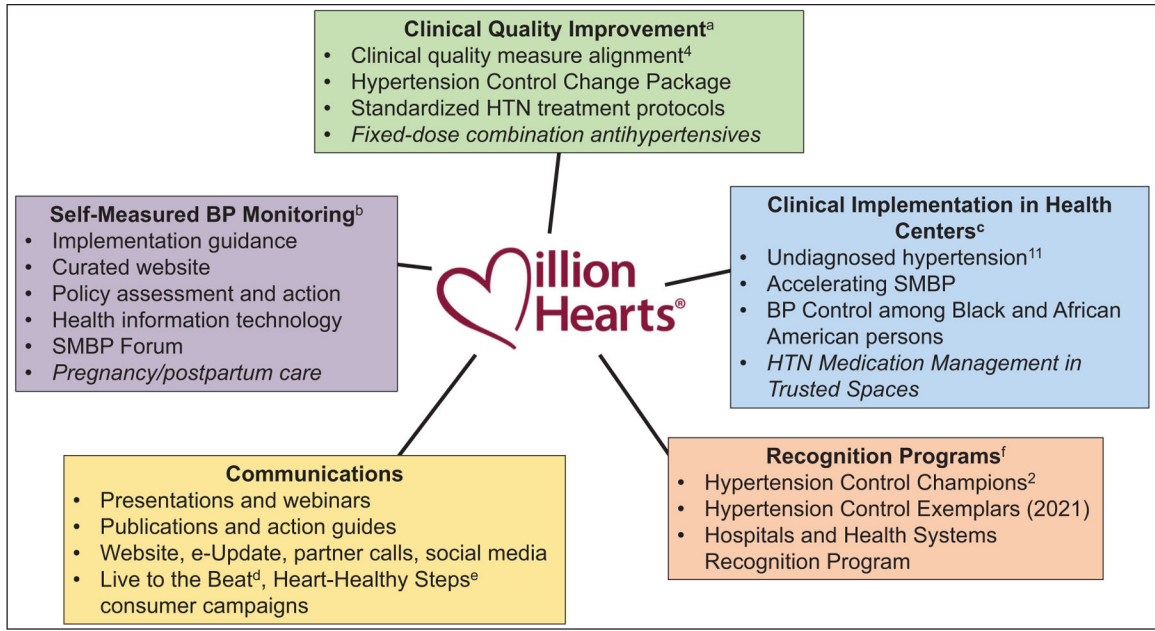 Clinical Quality Improvementᵃ
• Clinical quality measure alignment⁴
• Hypertension Control Change Package
• Standardized HTN treatment protocols
• Fixed-dose combination antihypertensives
Self-Measured BP Monitoringᵇ
• Implementation guidance
• Curated website
• Policy assessment and action
• Health information technology
• SMBP Forum
• Pregnancy/postpartum care
Million
Hearts®
Clinical Implementation in Health
Centersᶜ
• Undiagnosed hypertension¹¹
• Accelerating SMBP
• BP Control among Black and African
American persons
• HTN Medication Management in
Trusted Spaces
Communications
• Presentations and webinars
• Publications and action guides
• Website, e-Update, partner calls, social media
• Live to the Beatᵈ, Heart-Healthy Stepsᵉ
consumer campaigns
Recognition Programsᶠ
• Hypertension Control Champions²
• Hypertension Control Exemplars (2021)
• Hospitals and Health Systems
Recognition Program